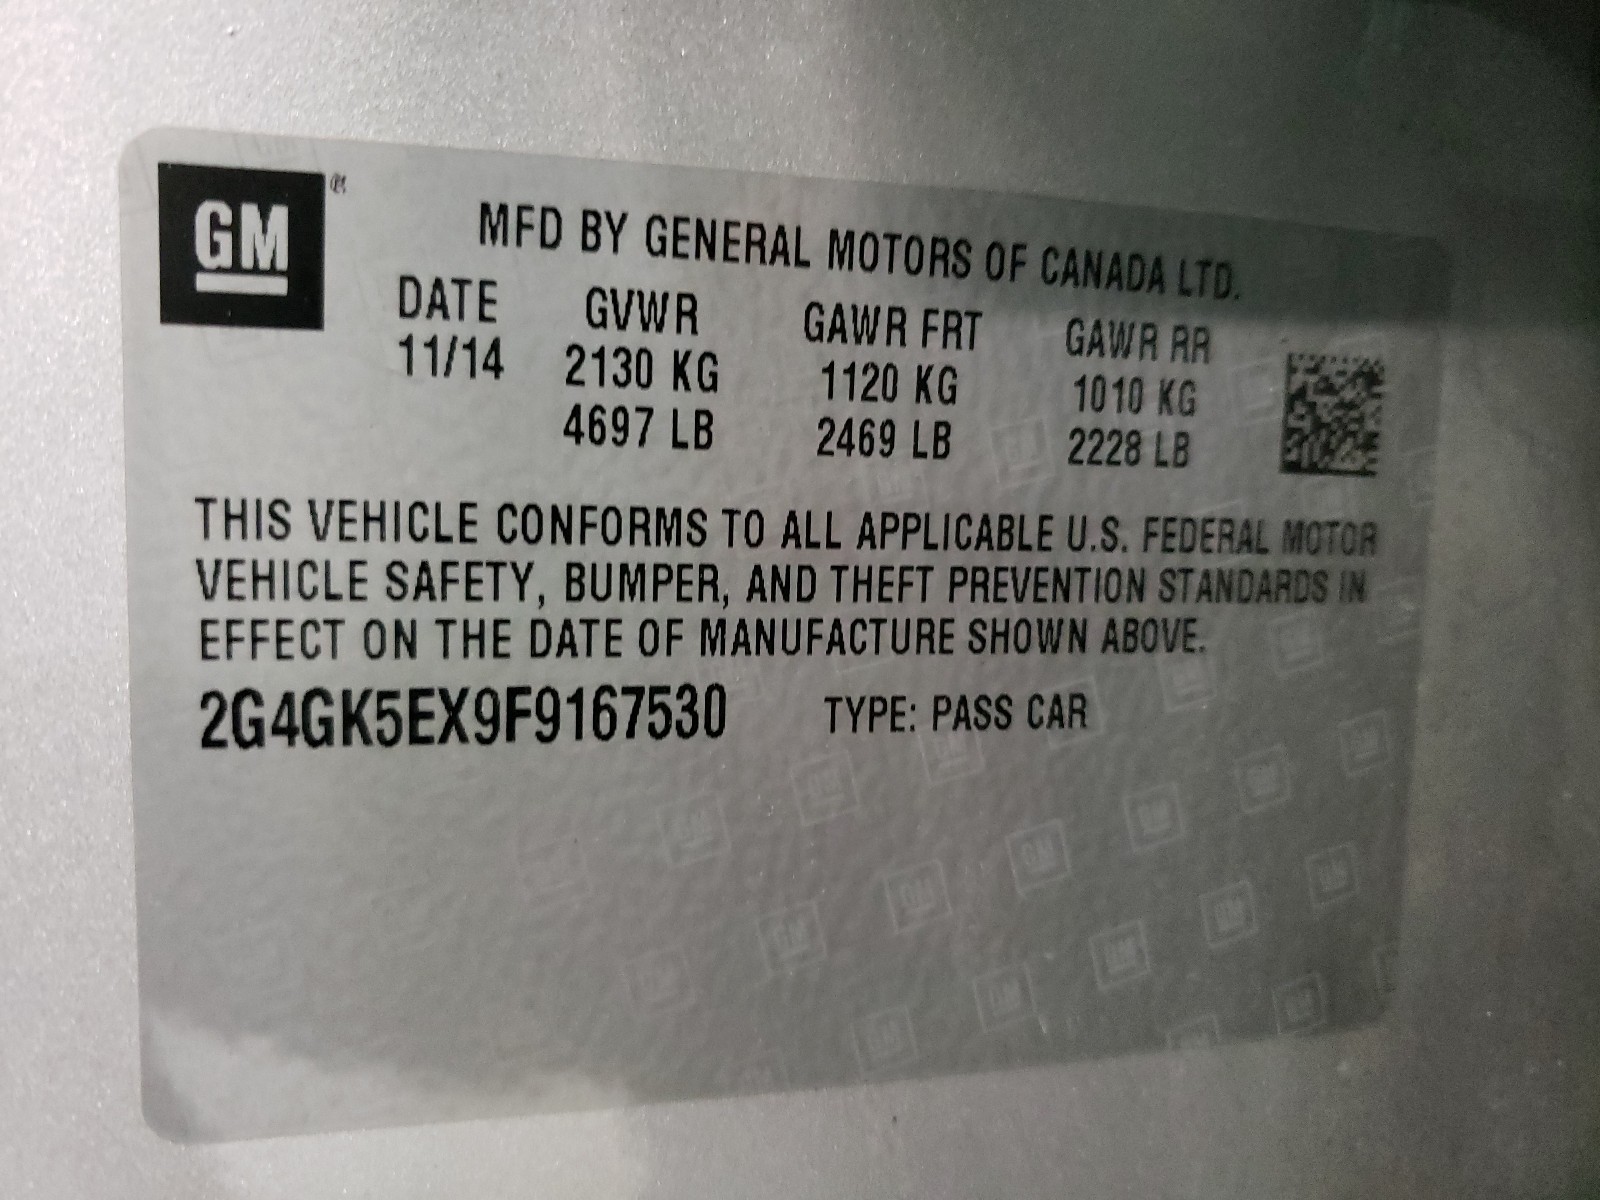 GM ®
MFD BY GENERAL MOTORS OF CANADA LTD.
DATE GVWR GAWR FRT GAWR RR
11/14 2130 KG 1120 KG 1010 KG
4697 LB 2469 LB 2228 LB
THIS VEHICLE CONFORMS TO ALL APPLICABLE U.S. FEDERAL MOTOR
VEHICLE SAFETY, BUMPER, AND THEFT PREVENTION STANDARDS IN
EFFECT ON THE DATE OF MANUFACTURE SHOWN ABOVE.
2G4GK5EX9F9167530 TYPE: PASS CAR